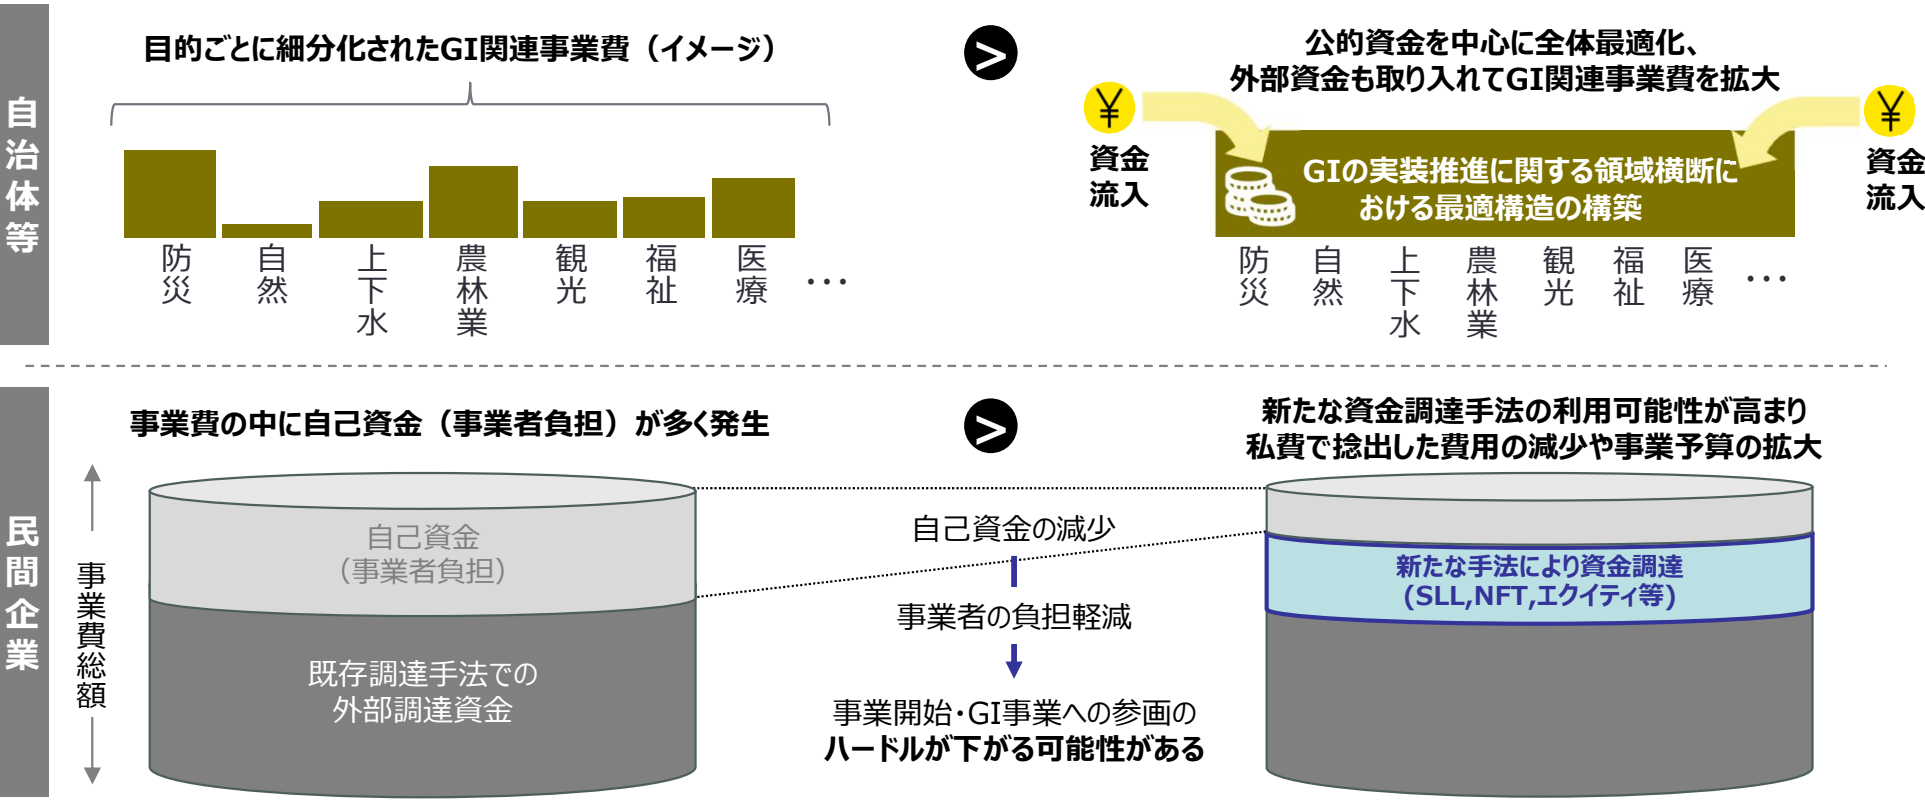 自治体等
目的ごとに細分化されたGI関連事業費（イメージ）
防災
自然
上下水
農林業
観光
福祉
医療
…
>
公的資金を中心に全体最適化、
外部資金も取り入れてGI関連事業費を拡大
¥
資金
流入
¥
資金
流入
GIの実装推進に関する領域横断に
おける最適構造の構築
防災
自然
上下水
農林業
観光
福祉
医療
…
民間企業
事業費の中に自己資金（事業者負担）が多く発生
事業費総額
自己資金
（事業者負担）
既存調達手法での
外部調達資金
>
自己資金の減少
事業者の負担軽減
事業開始・GI事業への参画の
ハードルが下がる可能性がある
新たな資金調達手法の利用可能性が高まり
私費で捻出した費用の減少や事業予算の拡大
新たな手法により資金調達
(SLL,NFT,エクイティ等)